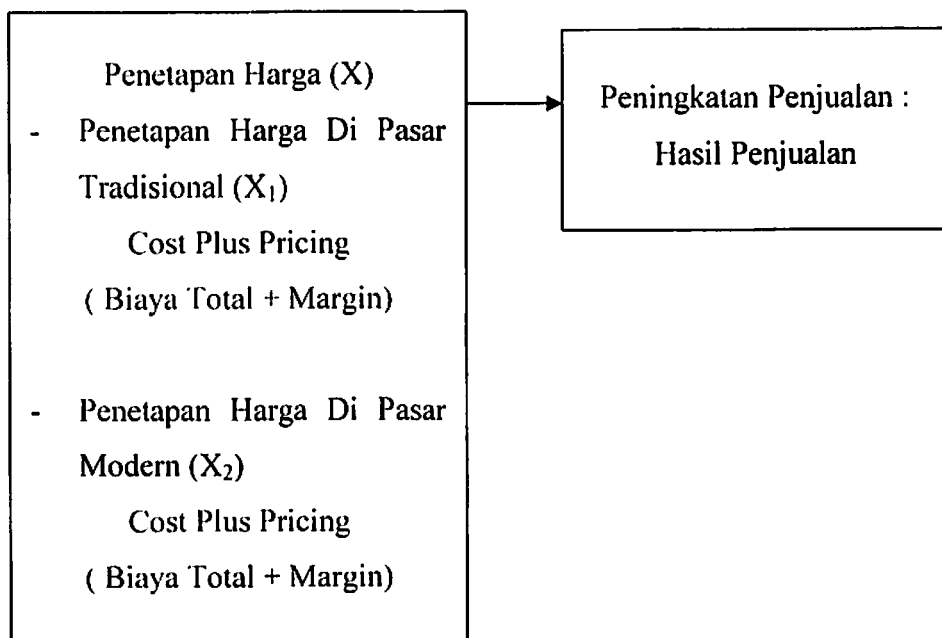 Penetapan Harga (X)
- Penetapan Harga Di Pasar
Tradisional (X₁)
Cost Plus Pricing
( Biaya Total + Margin)
- Penetapan Harga Di Pasar
Modern (X₂)
Cost Plus Pricing
( Biaya Total + Margin)
Peningkatan Penjualan :
Hasil Penjualan